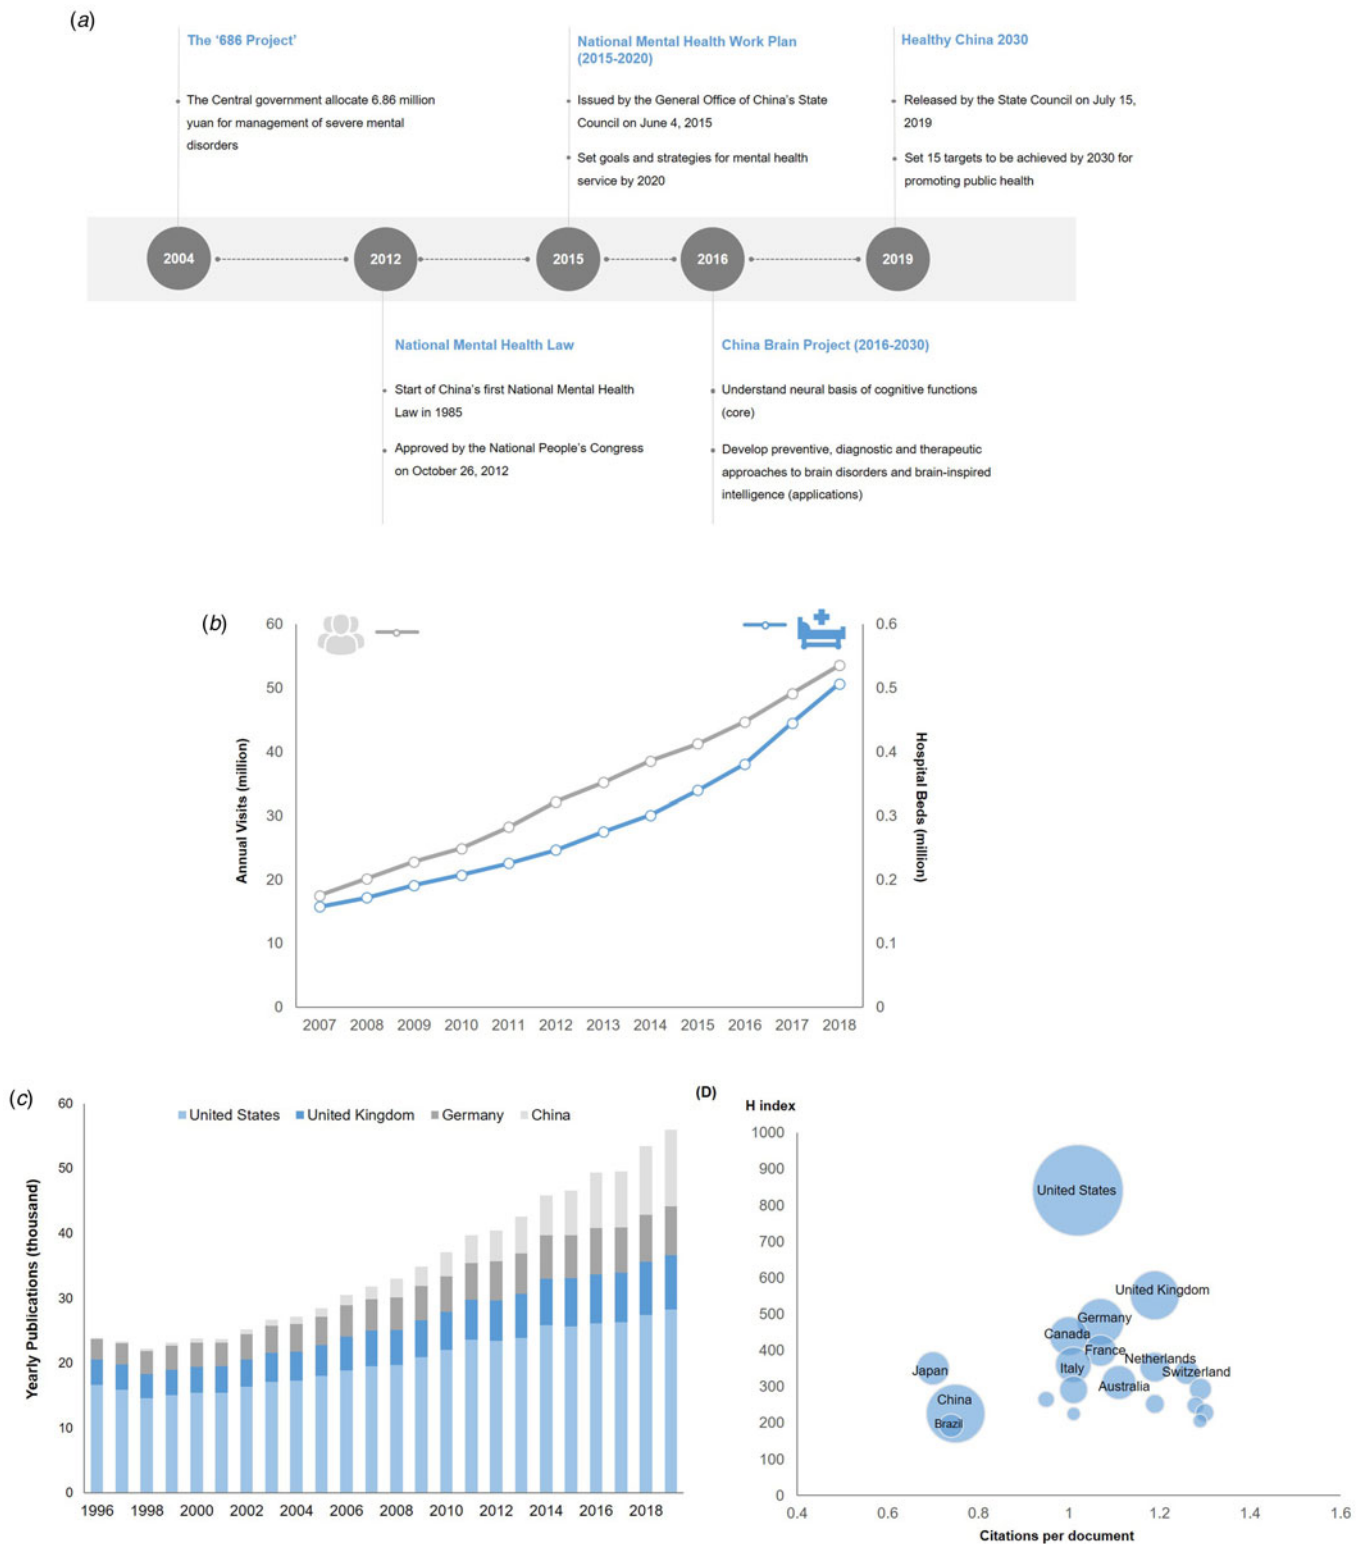 (a)
The ‘686 Project’
The Central government allocate 6.86 million
yuan for management of severe mental
disorders
National Mental Health Work Plan
(2015-2020)
Issued by the General Office of China’s State
Council on June 4, 2015
Set goals and strategies for mental health
service by 2020
Healthy China 2030
Released by the State Council on July 15,
2019
Set 15 targets to be achieved by 2030 for
promoting public health
2004
2012
2015
2016
2019
National Mental Health Law
Start of China’s first National Mental Health
Law in 1985
Approved by the National People’s Congress
on October 26, 2012
China Brain Project (2016-2030)
Understand neural basis of cognitive functions
(core)
Develop preventive, diagnostic and therapeutic
approaches to brain disorders and brain-inspired
intelligence (applications)
(b)
Annual Visits (million)
60
50
40
30
20
10
0
0.6
0.5
0.4
0.3
0.2
0.1
0
Hospital Beds (million)
2007 2008 2009 2010 2011 2012 2013 2014 2015 2016 2017 2018
(c)
United States United Kingdom Germany China
Yearly Publications (thousand)
60
50
40
30
20
10
0
1996 1998 2000 2002 2004 2006 2008 2010 2012 2014 2016 2018
(D)
H index
1000
900
800
700
600
500
400
300
200
100
0
United States
United Kingdom
Germany
Canada
France
Netherlands
Italy
Switzerland
Japan
Australia
China
Brazil
0.4 0.6 0.8 1 1.2 1.4 1.6
Citations per document